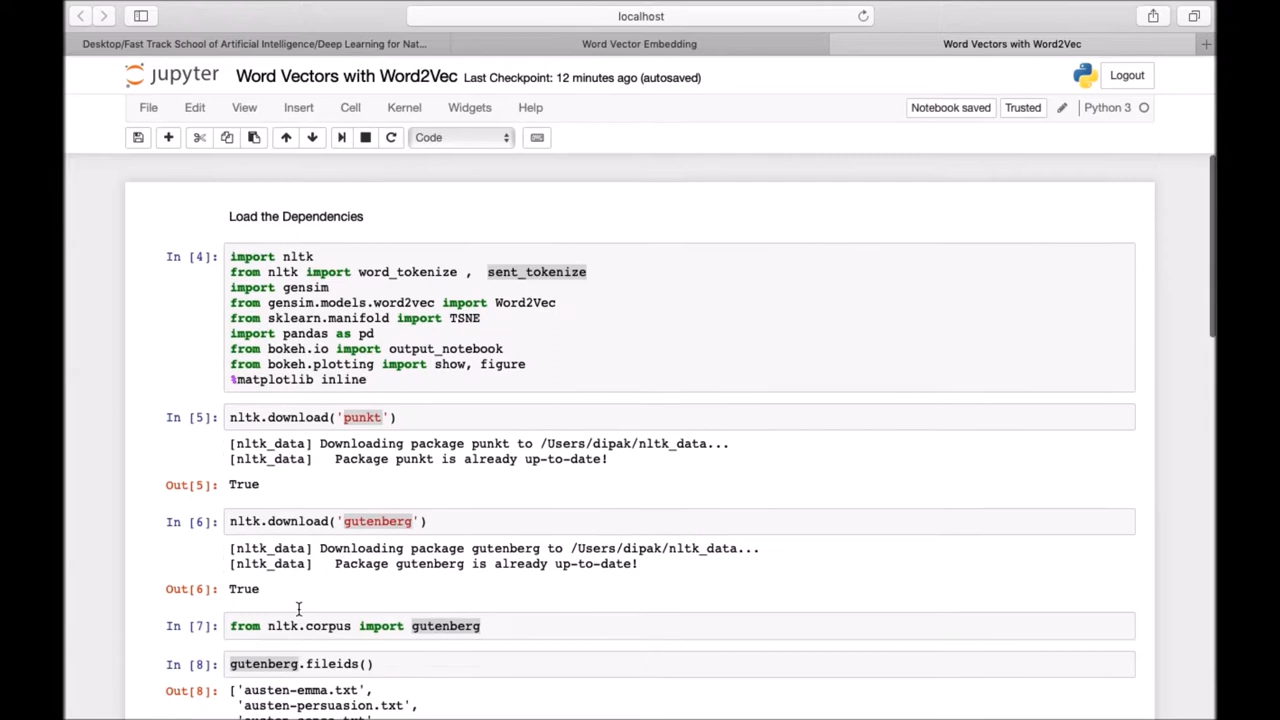 localhost
Desktop/Fast Track School of Artificial Intelligence/Deep Learning for Nat...
Word Vector Embedding
Word Vectors with Word2Vec
jupyter Word Vectors with Word2Vec Last Checkpoint: 12 minutes ago (autosaved) Logout
File Edit View Insert Cell Kernel Widgets Help Notebook saved Trusted Python 3
Code
Load the Dependencies
In [4]: import nltk
from nltk import word_tokenize , sent_tokenize
import gensim
from gensim.models.word2vec import Word2Vec
from sklearn.manifold import TSNE
import pandas as pd
from bokeh.io import output_notebook
from bokeh.plotting import show, figure
%matplotlib inline
In [5]: nltk.download('punkt')
[nltk_data] Downloading package punkt to /Users/dipak/nltk_data...
[nltk_data]   Package punkt is already up-to-date!
Out[5]: True
In [6]: nltk.download('gutenberg')
[nltk_data] Downloading package gutenberg to /Users/dipak/nltk_data...
[nltk_data]   Package gutenberg is already up-to-date!
Out[6]: True
In [7]: from nltk.corpus import gutenberg
In [8]: gutenberg.fileids()
Out[8]: ['austen-emma.txt',
'austen-persuasion.txt',